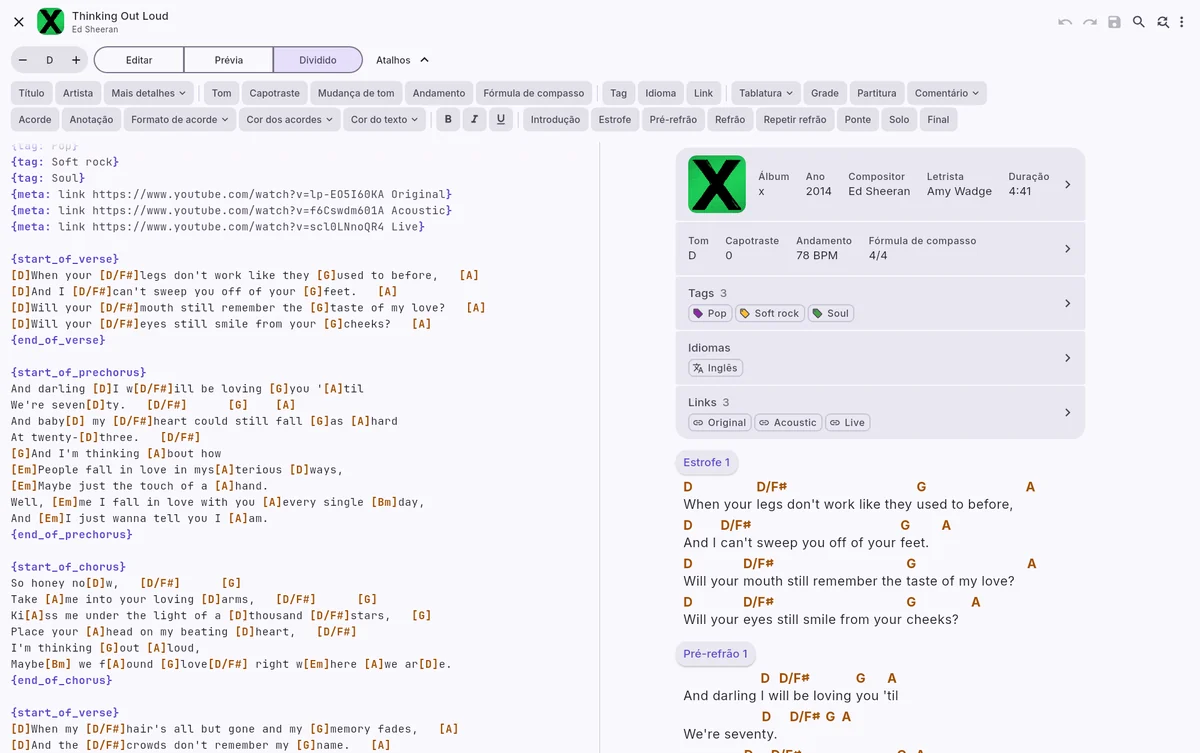 Thinking Out Loud
Ed Sheeran
D
Editar
Prévia
Dividido
Atalhos
Título
Artista
Mais detalhes
Tom
Capotraste
Mudança de tom
Andamento
Fórmula de compasso
Tag
Idioma
Link
Tablatura
Grade
Partitura
Comentário
Acorde
Anotação
Formato de acorde
Cor dos acordes
Cor do texto
B
I
U
Introdução
Estrofe
Pré-refrão
Refrão
Repetir refrão
Ponte
Solo
Final
{tag: Pop}
{tag: Soft rock}
{tag: Soul}
{meta: link https://www.youtube.com/watch?v=lp-EO5I60KA Original}
{meta: link https://www.youtube.com/watch?v=f6Cswdm601A Acoustic}
{meta: link https://www.youtube.com/watch?v=scl0LNnoQR4 Live}
{start_of_verse}
[D]When your [D/F#]legs don't work like they [G]used to before,   [A]
[D]And I [D/F#]can't sweep you off of your [G]feet.   [A]
[D]Will your [D/F#]mouth still remember the [G]taste of my love?   [A]
[D]Will your [D/F#]eyes still smile from your [G]cheeks?   [A]
{end_of_verse}
{start_of_prechorus}
And darling [D]I w[D/F#]ill be loving [G]you '[A]til
We're seven[D]ty.   [D/F#]      [G]    [A]
And baby[D] my [D/F#]heart could still fall [G]as [A]hard
At twenty-[D]three.   [D/F#]
[G]And I'm thinking [A]bout how
[Em]People fall in love in mys[A]terious [D]ways,
[Em]Maybe just the touch of a [A]hand.
Well, [Em]me I fall in love with you [A]every single [Bm]day,
And [Em]I just wanna tell you I [A]am.
{end_of_prechorus}
{start_of_chorus}
So honey no[D]w,   [D/F#]      [G]
Take [A]me into your loving [D]arms,   [D/F#]      [G]
Ki[A]ss me under the light of a [D]thousand [D/F#]stars,   [G]
Place your [A]head on my beating [D]heart,   [D/F#]
I'm thinking [G]out [A]loud,
Maybe[Bm] we f[A]ound [G]love[D/F#] right w[Em]here [A]we ar[D]e.
{end_of_chorus}
{start_of_verse}
[D]When my [D/F#]hair's all but gone and my [G]memory fades,   [A]
[D]And the [D/F#]crowds don't remember my [G]name.   [A]
Álbum
x
Ano
2014
Compositor
Ed Sheeran
Letrista
Amy Wadge
Duração
4:41
Tom
D
Capotraste
0
Andamento
78 BPM
Fórmula de compasso
4/4
Tags 3
Pop
Soft rock
Soul
Idiomas
Inglês
Links 3
Original
Acoustic
Live
Estrofe 1
D D/F# G A
When your legs don't work like they used to before,
D D/F# G A
And I can't sweep you off of your feet.
D D/F# G A
Will your mouth still remember the taste of my love?
D D/F# G A
Will your eyes still smile from your cheeks?
Pré-refrão 1
D D/F# G A
And darling I will be loving you 'til
D D/F# G A
We're seventy.
D D/F# G A